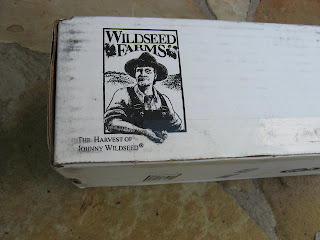 WILDSEED
FARMS
THE HARVEST OF
JOHNNY WILDSEED®